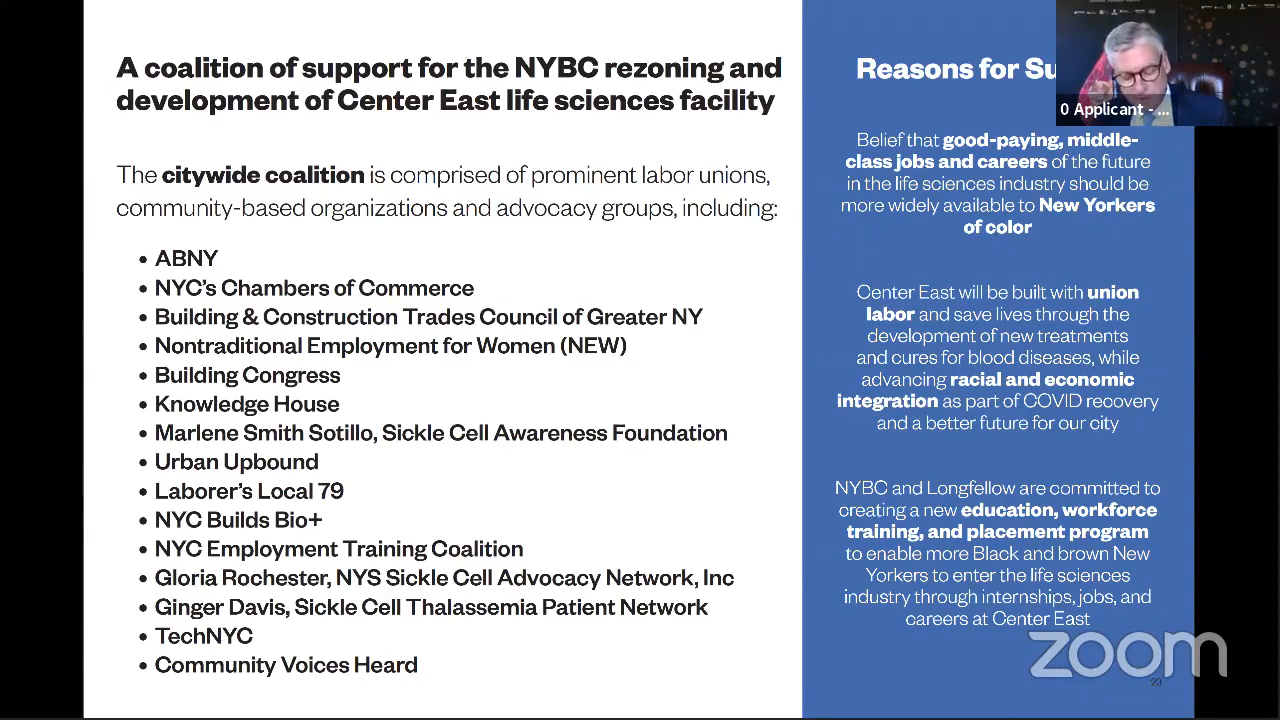 A coalition of support for the NYBC rezoning and
development of Center East life sciences facility
The citywide coalition is comprised of prominent labor unions,
community-based organizations and advocacy groups, including:
• ABNY
• NYC's Chambers of Commerce
• Building & Construction Trades Council of Greater NY
• Nontraditional Employment for Women (NEW)
• Building Congress
• Knowledge House
• Marlene Smith Sotillo, Sickle Cell Awareness Foundation
• Urban Upbound
• Laborer's Local 79
• NYC Builds Bio+
• NYC Employment Training Coalition
• Gloria Rochester, NYS Sickle Cell Advocacy Network, Inc
• Ginger Davis, Sickle Cell Thalassemia Patient Network
• TechNYC
• Community Voices Heard
Reasons for Su
0 Applicant - ...
Belief that good-paying, middle-
class jobs and careers of the future
in the life sciences industry should be
more widely available to New Yorkers
of color
Center East will be built with union
labor and save lives through the
development of new treatments
and cures for blood diseases, while
advancing racial and economic
integration as part of COVID recovery
and a better future for our city
NYBC and Longfellow are committed to
creating a new education, workforce
training, and placement program
to enable more Black and brown New
Yorkers to enter the life sciences
industry through internships, jobs, and
careers at Center East
zoom
23